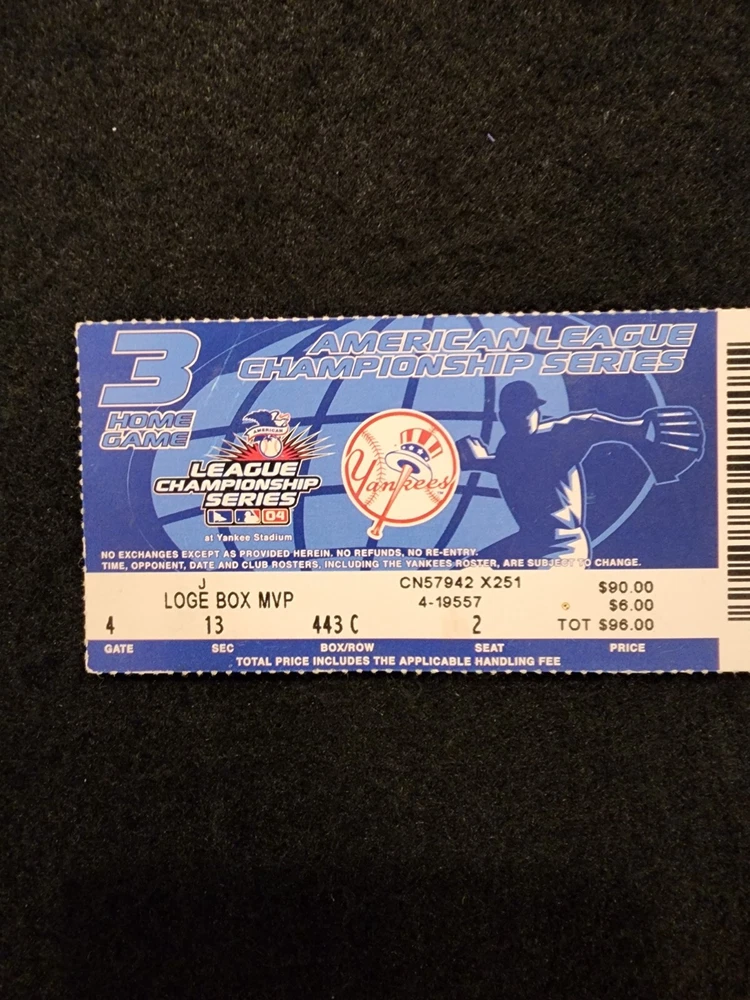 3
HOME
GAME
AMERICAN LEAGUE
CHAMPIONSHIP SERIES
AMERICAN
LEAGUE
CHAMPIONSHIP
SERIES
04
at Yankee Stadium
Yankees
NO EXCHANGES EXCEPT AS PROVIDED HEREIN. NO REFUNDS, NO RE-ENTRY.
TIME, OPPONENT, DATE AND CLUB ROSTERS, INCLUDING THE YANKEES ROSTER, ARE SUBJECT TO CHANGE.
J
LOGE BOX MVP
CN57942 X251
4-19557
$90.00
$6.00
4 13 443 C 2 TOT $96.00
GATE SEC BOX/ROW SEAT PRICE
TOTAL PRICE INCLUDES THE APPLICABLE HANDLING FEE